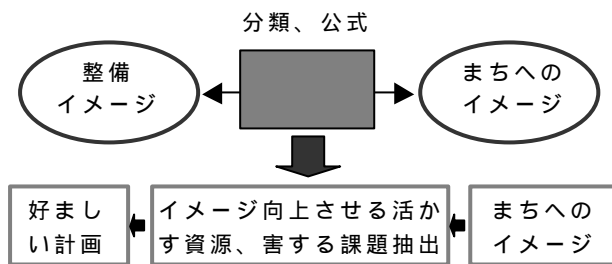 分類、公式
整備
イメージ
まちへの
イメージ
好まし
い計画
イメージ向上させる活か
す資源、害する課題抽出
まちへの
イメージ